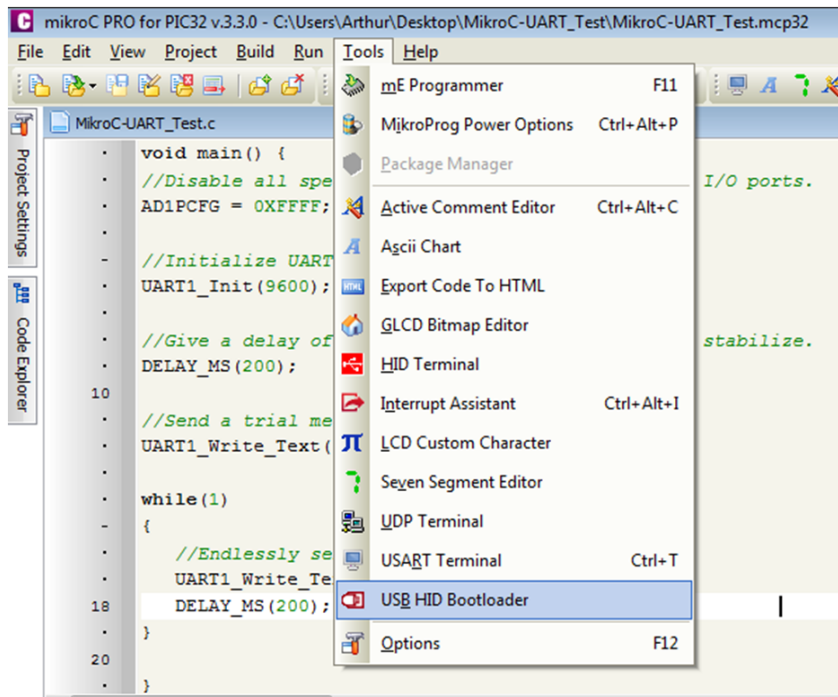 mikroC PRO for PIC32 v.3.3.0 - C:\Users\Arthur\Desktop\MikroC-UART_Test\MikroC-UART_Test.mcp32
File Edit View Project Build Run Tools Help
mE Programmer F11
MikroProg Power Options Ctrl+Alt+P
Package Manager
Active Comment Editor Ctrl+Alt+C
Ascii Chart
Export Code To HTML
GLCD Bitmap Editor
HID Terminal
Interrupt Assistant Ctrl+Alt+I
LCD Custom Character
Seven Segment Editor
UDP Terminal
USART Terminal Ctrl+T
USB HID Bootloader
Options F12
Project Settings
Code Explorer
MikroC-UART_Test.c
void main() {
//Disable all spe I/O ports.
AD1PCFG = 0XFFFF;
//Initialize UART
UART1_Init(9600);
//Give a delay of stabilize.
DELAY_MS(200);
10
//Send a trial me
UART1_Write_Text(
while(1)
{
//Endlessly se
UART1_Write_Te
18 DELAY_MS(200);
}
20
}